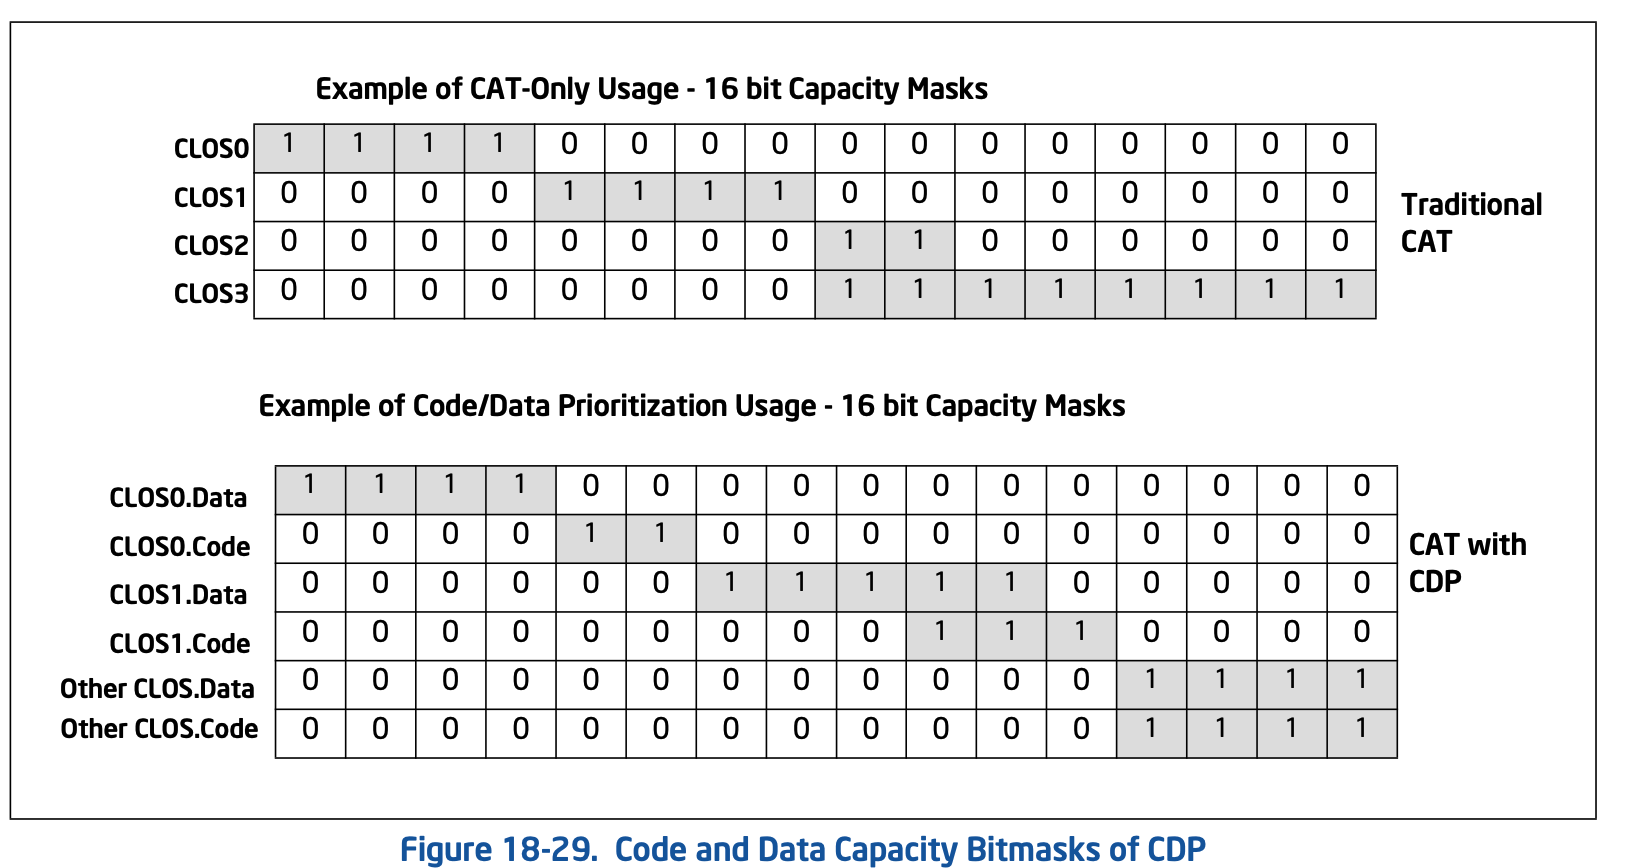 Example of CAT-Only Usage - 16 bit Capacity Masks
CLOS0 1 1 1 1 0 0 0 0 0 0 0 0 0 0 0 0
CLOS1 0 0 0 0 1 1 1 1 0 0 0 0 0 0 0 0
CLOS2 0 0 0 0 0 0 0 0 1 1 0 0 0 0 0 0
CLOS3 0 0 0 0 0 0 0 0 1 1 1 1 1 1 1 1
Traditional
CAT
Example of Code/Data Prioritization Usage - 16 bit Capacity Masks
CLOS0.Data 1 1 1 1 0 0 0 0 0 0 0 0 0 0 0 0
CLOS0.Code 0 0 0 0 1 1 0 0 0 0 0 0 0 0 0 0
CLOS1.Data 0 0 0 0 0 0 1 1 1 1 1 0 0 0 0 0
CLOS1.Code 0 0 0 0 0 0 0 0 0 1 1 1 0 0 0 0
Other CLOS.Data 0 0 0 0 0 0 0 0 0 0 0 0 1 1 1 1
Other CLOS.Code 0 0 0 0 0 0 0 0 0 0 0 0 1 1 1 1
CAT with
CDP
Figure 18-29. Code and Data Capacity Bitmasks of CDP